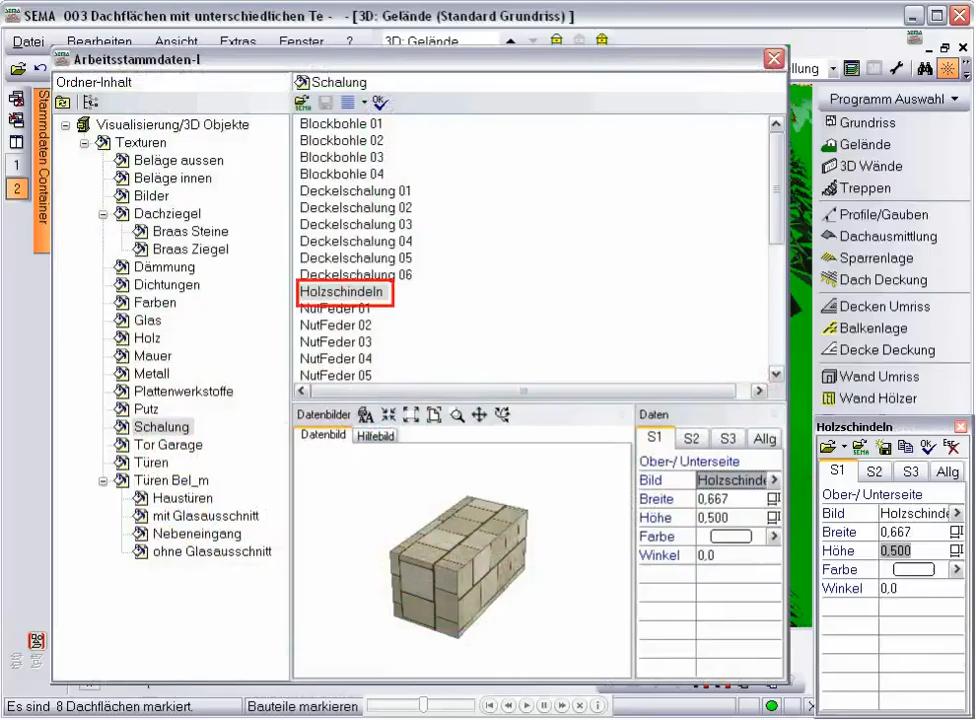 SEMA 003 Dachflächen mit unterschiedlichen Te - - [3D: Gelände (Standard Grundriss) ]
Datei Bearbeiten Ansicht Extras Fenster ? 3D: Gelände
Arbeitsstammdaten-I
llung
Ordner-Inhalt
Schalung
Programm Auswahl
Stammdaten Container
1
2
Visualisierung/3D Objekte
Texturen
Beläge aussen
Beläge innen
Bilder
Dachziegel
Braas Steine
Braas Ziegel
Dämmung
Dichtungen
Farben
Glas
Holz
Mauer
Metall
Plattenwerkstoffe
Putz
Schalung
Tor Garage
Türen
Türen Bel_m
Haustüren
mit Glasausschnitt
Nebeneingang
ohne Glasausschnitt
Blockbohle 01
Blockbohle 02
Blockbohle 03
Blockbohle 04
Deckelschalung 01
Deckelschalung 02
Deckelschalung 03
Deckelschalung 04
Deckelschalung 05
Deckelschalung 06
Holzschindeln
NutFeder 01
NutFeder 02
NutFeder 03
NutFeder 04
NutFeder 05
Datenbilder
Datenbild Hilfebild
Daten
S1 S2 S3 Allg
Ober-/ Unterseite
Bild Holzschinde
Breite 0,667
Höhe 0,500
Farbe
Winkel 0,0
Grundriss
Gelände
3D Wände
Treppen
Profile/Gauben
Dachausmittlung
Sparrenlage
Dach Deckung
Decken Umriss
Balkenlage
Decke Deckung
Wand Umriss
Wand Hölzer
Holzschindeln
S1 S2 S3 Allg
Ober-/ Unterseite
Bild Holzschinde
Breite 0,667
Höhe 0,500
Farbe
Winkel 0,0
Es sind 8 Dachflächen markiert. Bauteile markieren